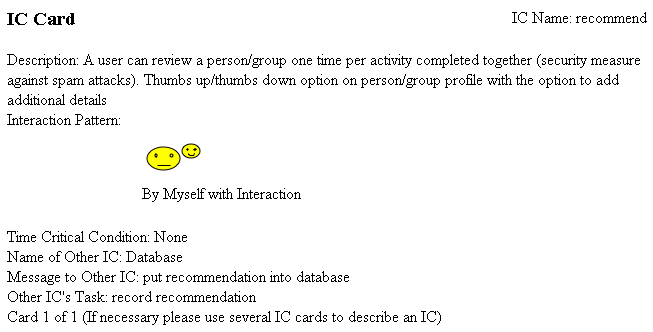 IC Card
IC Name: recommend
Description: A user can review a person/group one time per activity completed together (security measure
against spam attacks). Thumbs up/thumbs down option on person/group profile with the option to add
additional details
Interaction Pattern:
By Myself with Interaction
Time Critical Condition: None
Name of Other IC: Database
Message to Other IC: put recommendation into database
Other IC's Task: record recommendation
Card 1 of 1 (If necessary please use several IC cards to describe an IC)